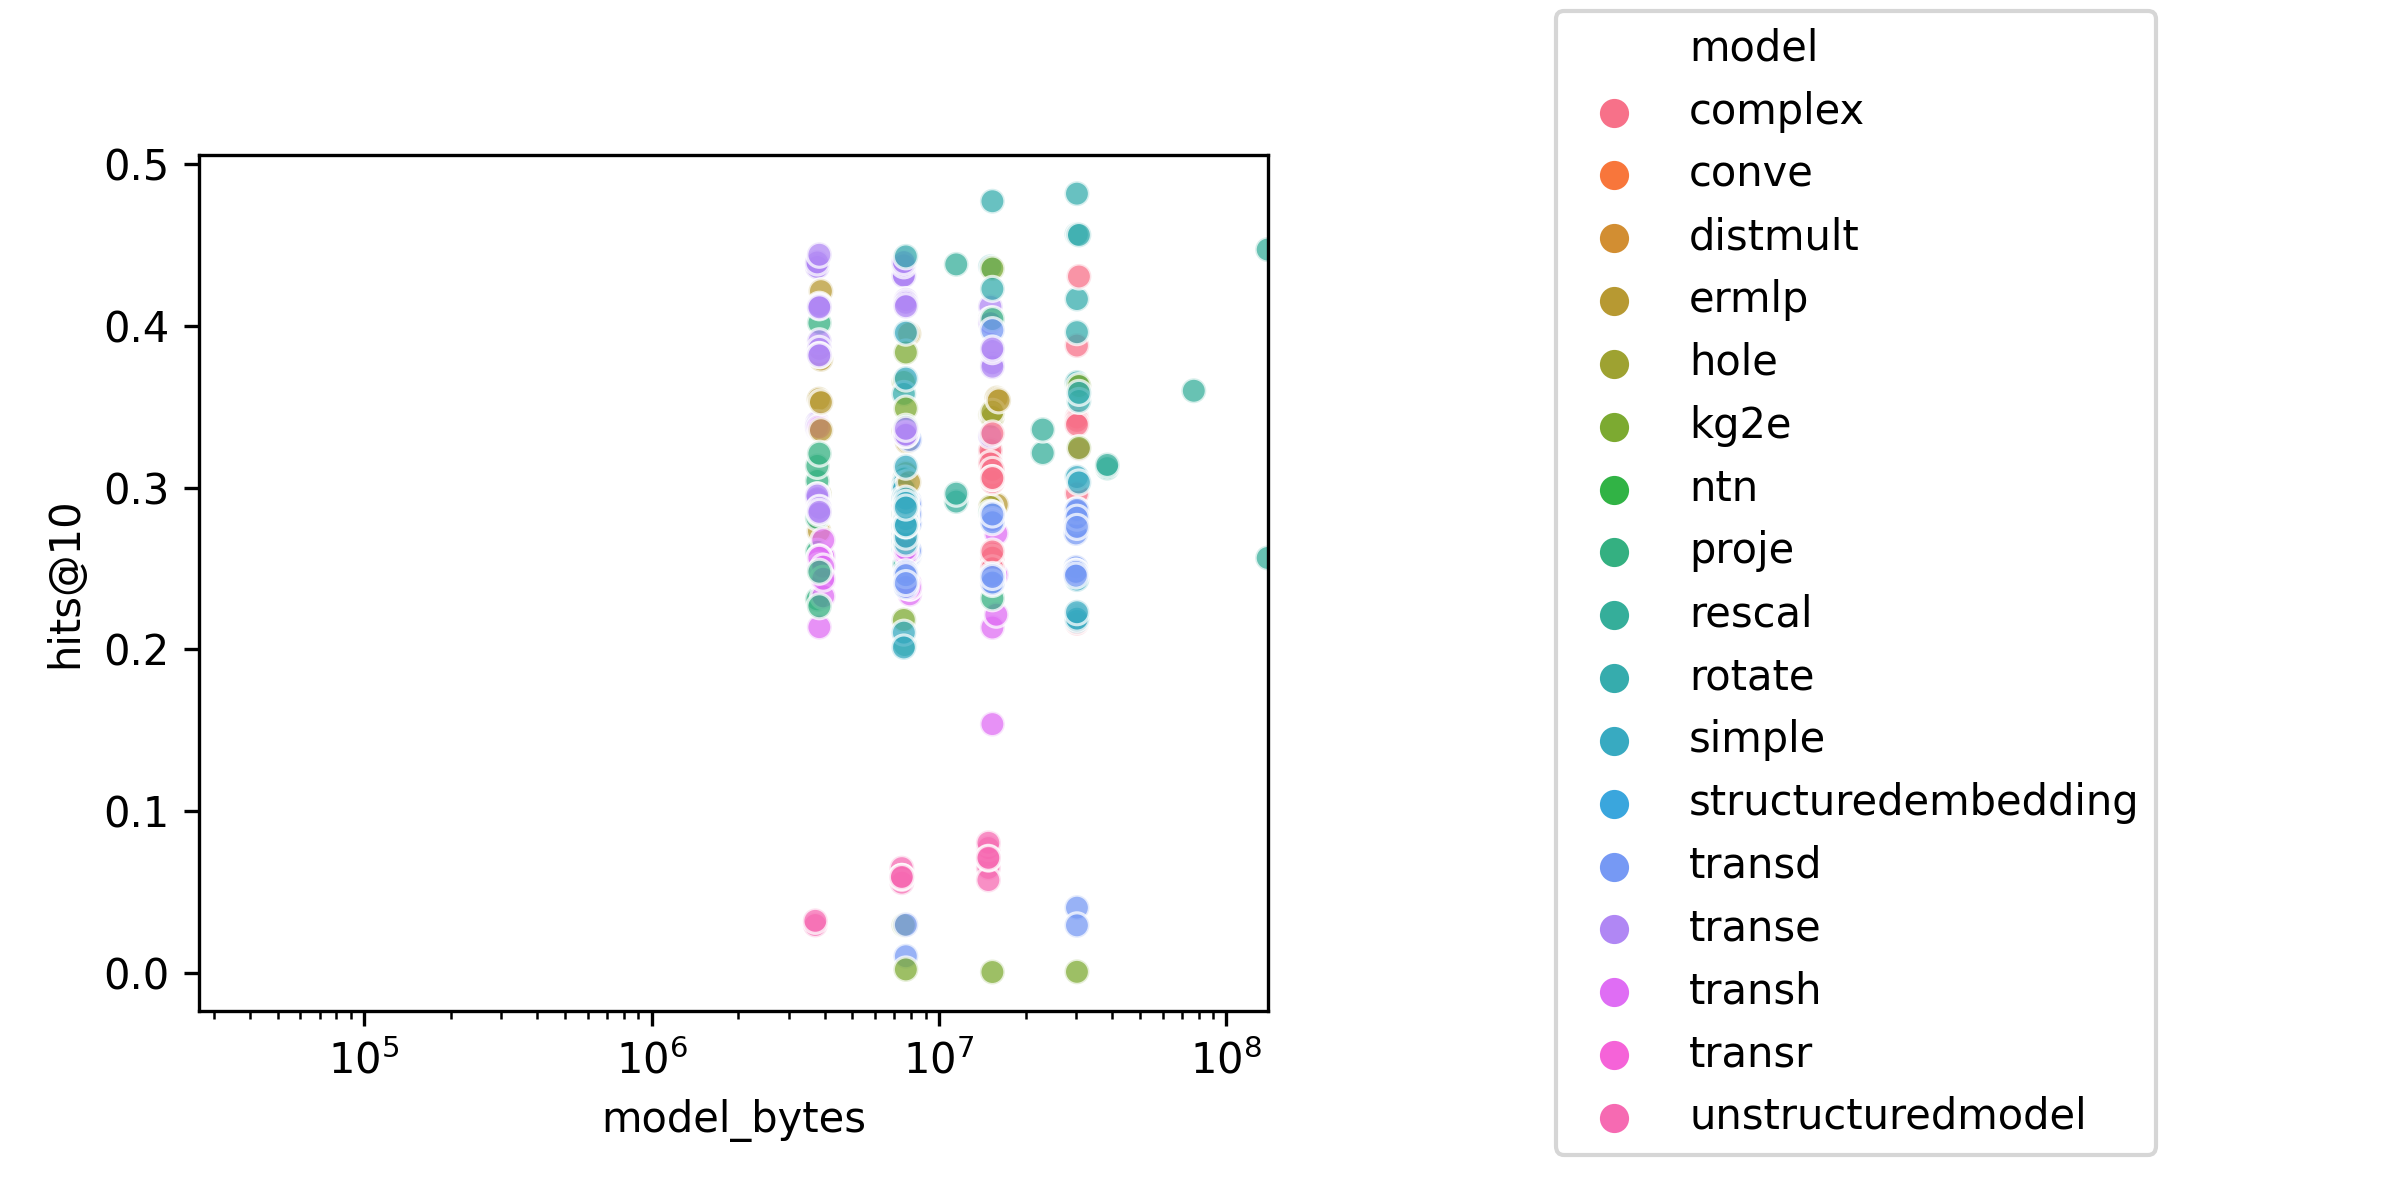 model
complex
conve
distmult
ermlp
hole
kg2e
ntn
proje
rescal
rotate
simple
structuredembedding
transd
transe
transh
transr
unstructuredmodel
hits@10
0.5
0.4
0.3
0.2
0.1
0.0
10⁵ 10⁶ 10⁷ 10⁸
model_bytes